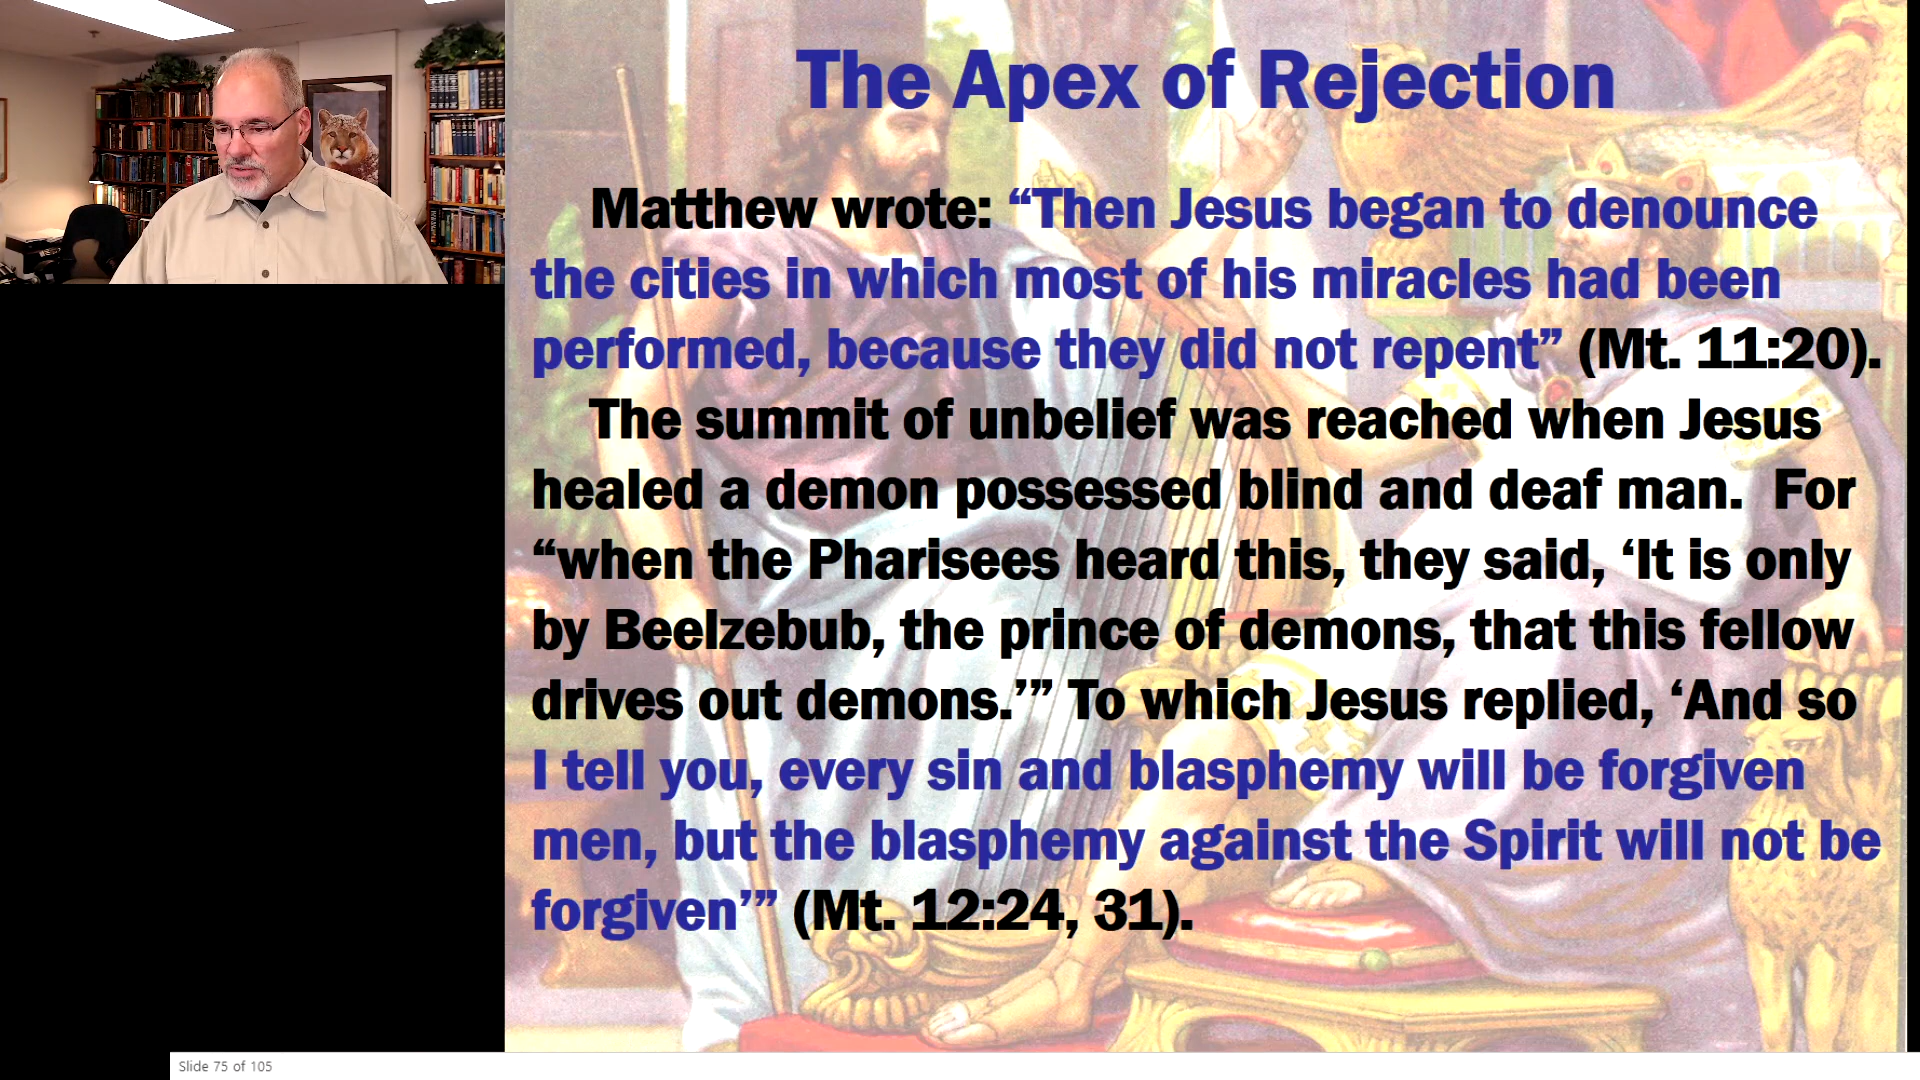 The Apex of Rejection
Matthew wrote: “Then Jesus began to denounce
the cities in which most of his miracles had been
performed, because they did not repent” (Mt. 11:20).
The summit of unbelief was reached when Jesus
healed a demon possessed blind and deaf man.  For
“when the Pharisees heard this, they said, ‘It is only
by Beelzebub, the prince of demons, that this fellow
drives out demons.’” To which Jesus replied, ‘And so
I tell you, every sin and blasphemy will be forgiven
men, but the blasphemy against the Spirit will not be
forgiven’” (Mt. 12:24, 31).
Slide 75 of 105